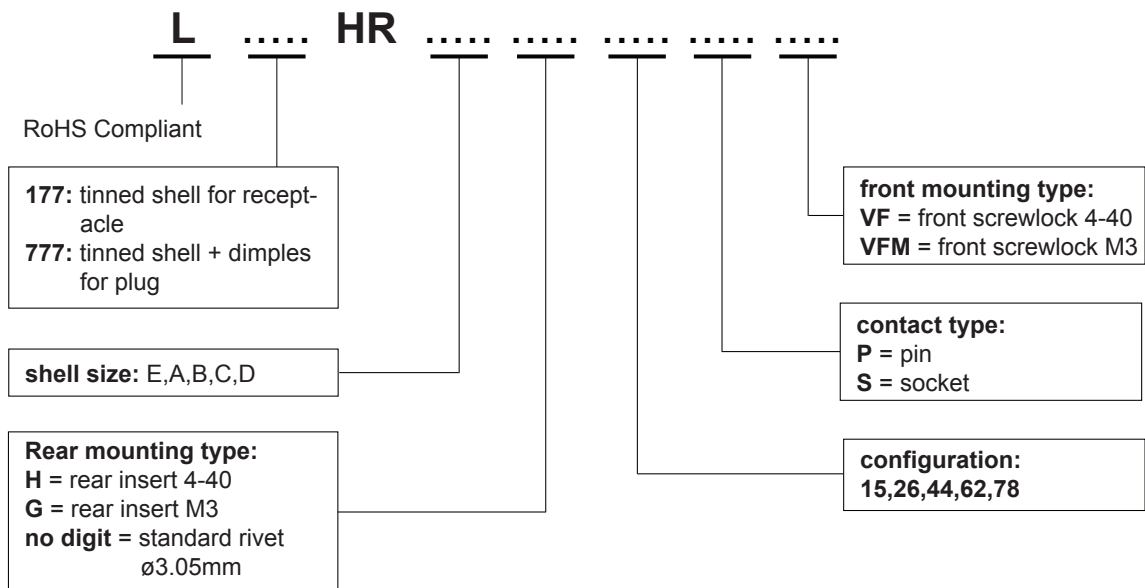 L ..... HR ..... ..... ..... ..... .....
RoHS Compliant
177: tinned shell for recept-
acle
777: tinned shell + dimples
for plug
shell size: E,A,B,C,D
Rear mounting type:
H = rear insert 4-40
G = rear insert M3
no digit = standard rivet
ø3.05mm
front mounting type:
VF = front screwlock 4-40
VFM = front screwlock M3
contact type:
P = pin
S = socket
configuration:
15,26,44,62,78